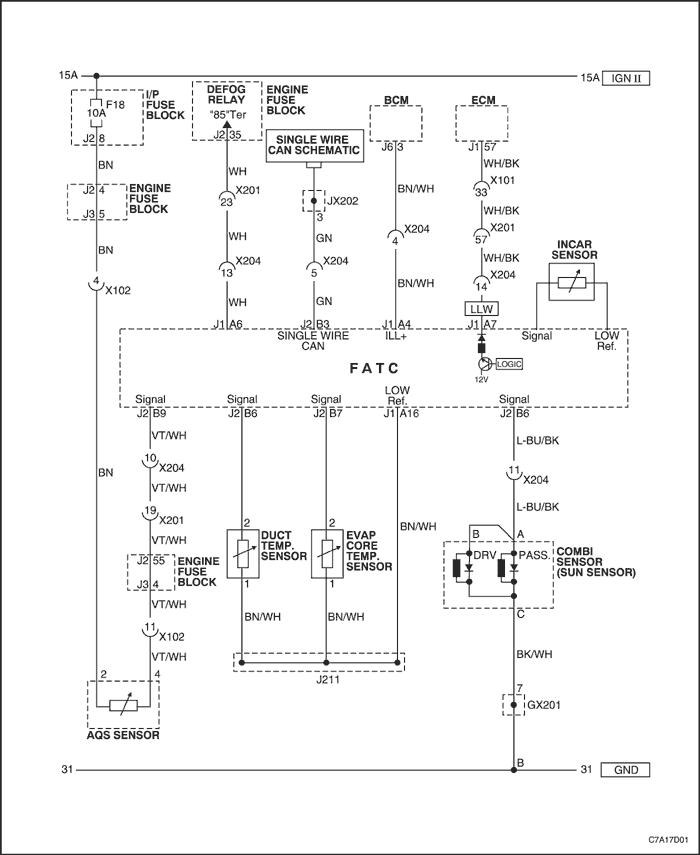 15A
15A IGN II
F18
10A
I/P
FUSE
BLOCK
J2 8
BN
DEFOG
RELAY
"85"Ter
J2 35
ENGINE
FUSE
BLOCK
SINGLE WIRE
CAN SCHEMATIC
BCM
J6 3
ECM
J1 57
WH
WH/BK
X201
23
JX202
3
BN/WH
X101
33
J2 4
J3 5
ENGINE
FUSE
BLOCK
WH
GN
X204
4
WH/BK
X201
57
BN
X204
13
X204
5
WH/BK
X204
14
INCAR
SENSOR
4
X102
WH
GN
BN/WH
LLW
J1 A6
J2 B3
J1 A4
J1 A7
SINGLE WIRE
CAN
ILL+
Signal
LOW
Ref.
FATC
LOGIC
12V
Signal
Signal
Signal
LOW
Ref.
Signal
J2 B9
J2 B6
J2 B7
J1 A16
J2 B6
VT/WH
L-BU/BK
10
X204
BN
VT/WH
11
X204
19
X201
L-BU/BK
VT/WH
2
DUCT
TEMP.
SENSOR
1
2
EVAP
CORE
TEMP.
SENSOR
1
BN/WH
B
A
DRV
PASS.
COMBI
SENSOR
(SUN SENSOR)
C
J2 55
J3 4
ENGINE
FUSE
BLOCK
VT/WH
BN/WH
BN/WH
11
X102
VT/WH
BK/WH
J211
2
4
7
GX201
AQS SENSOR
31
B
31 GND
C7A17D01